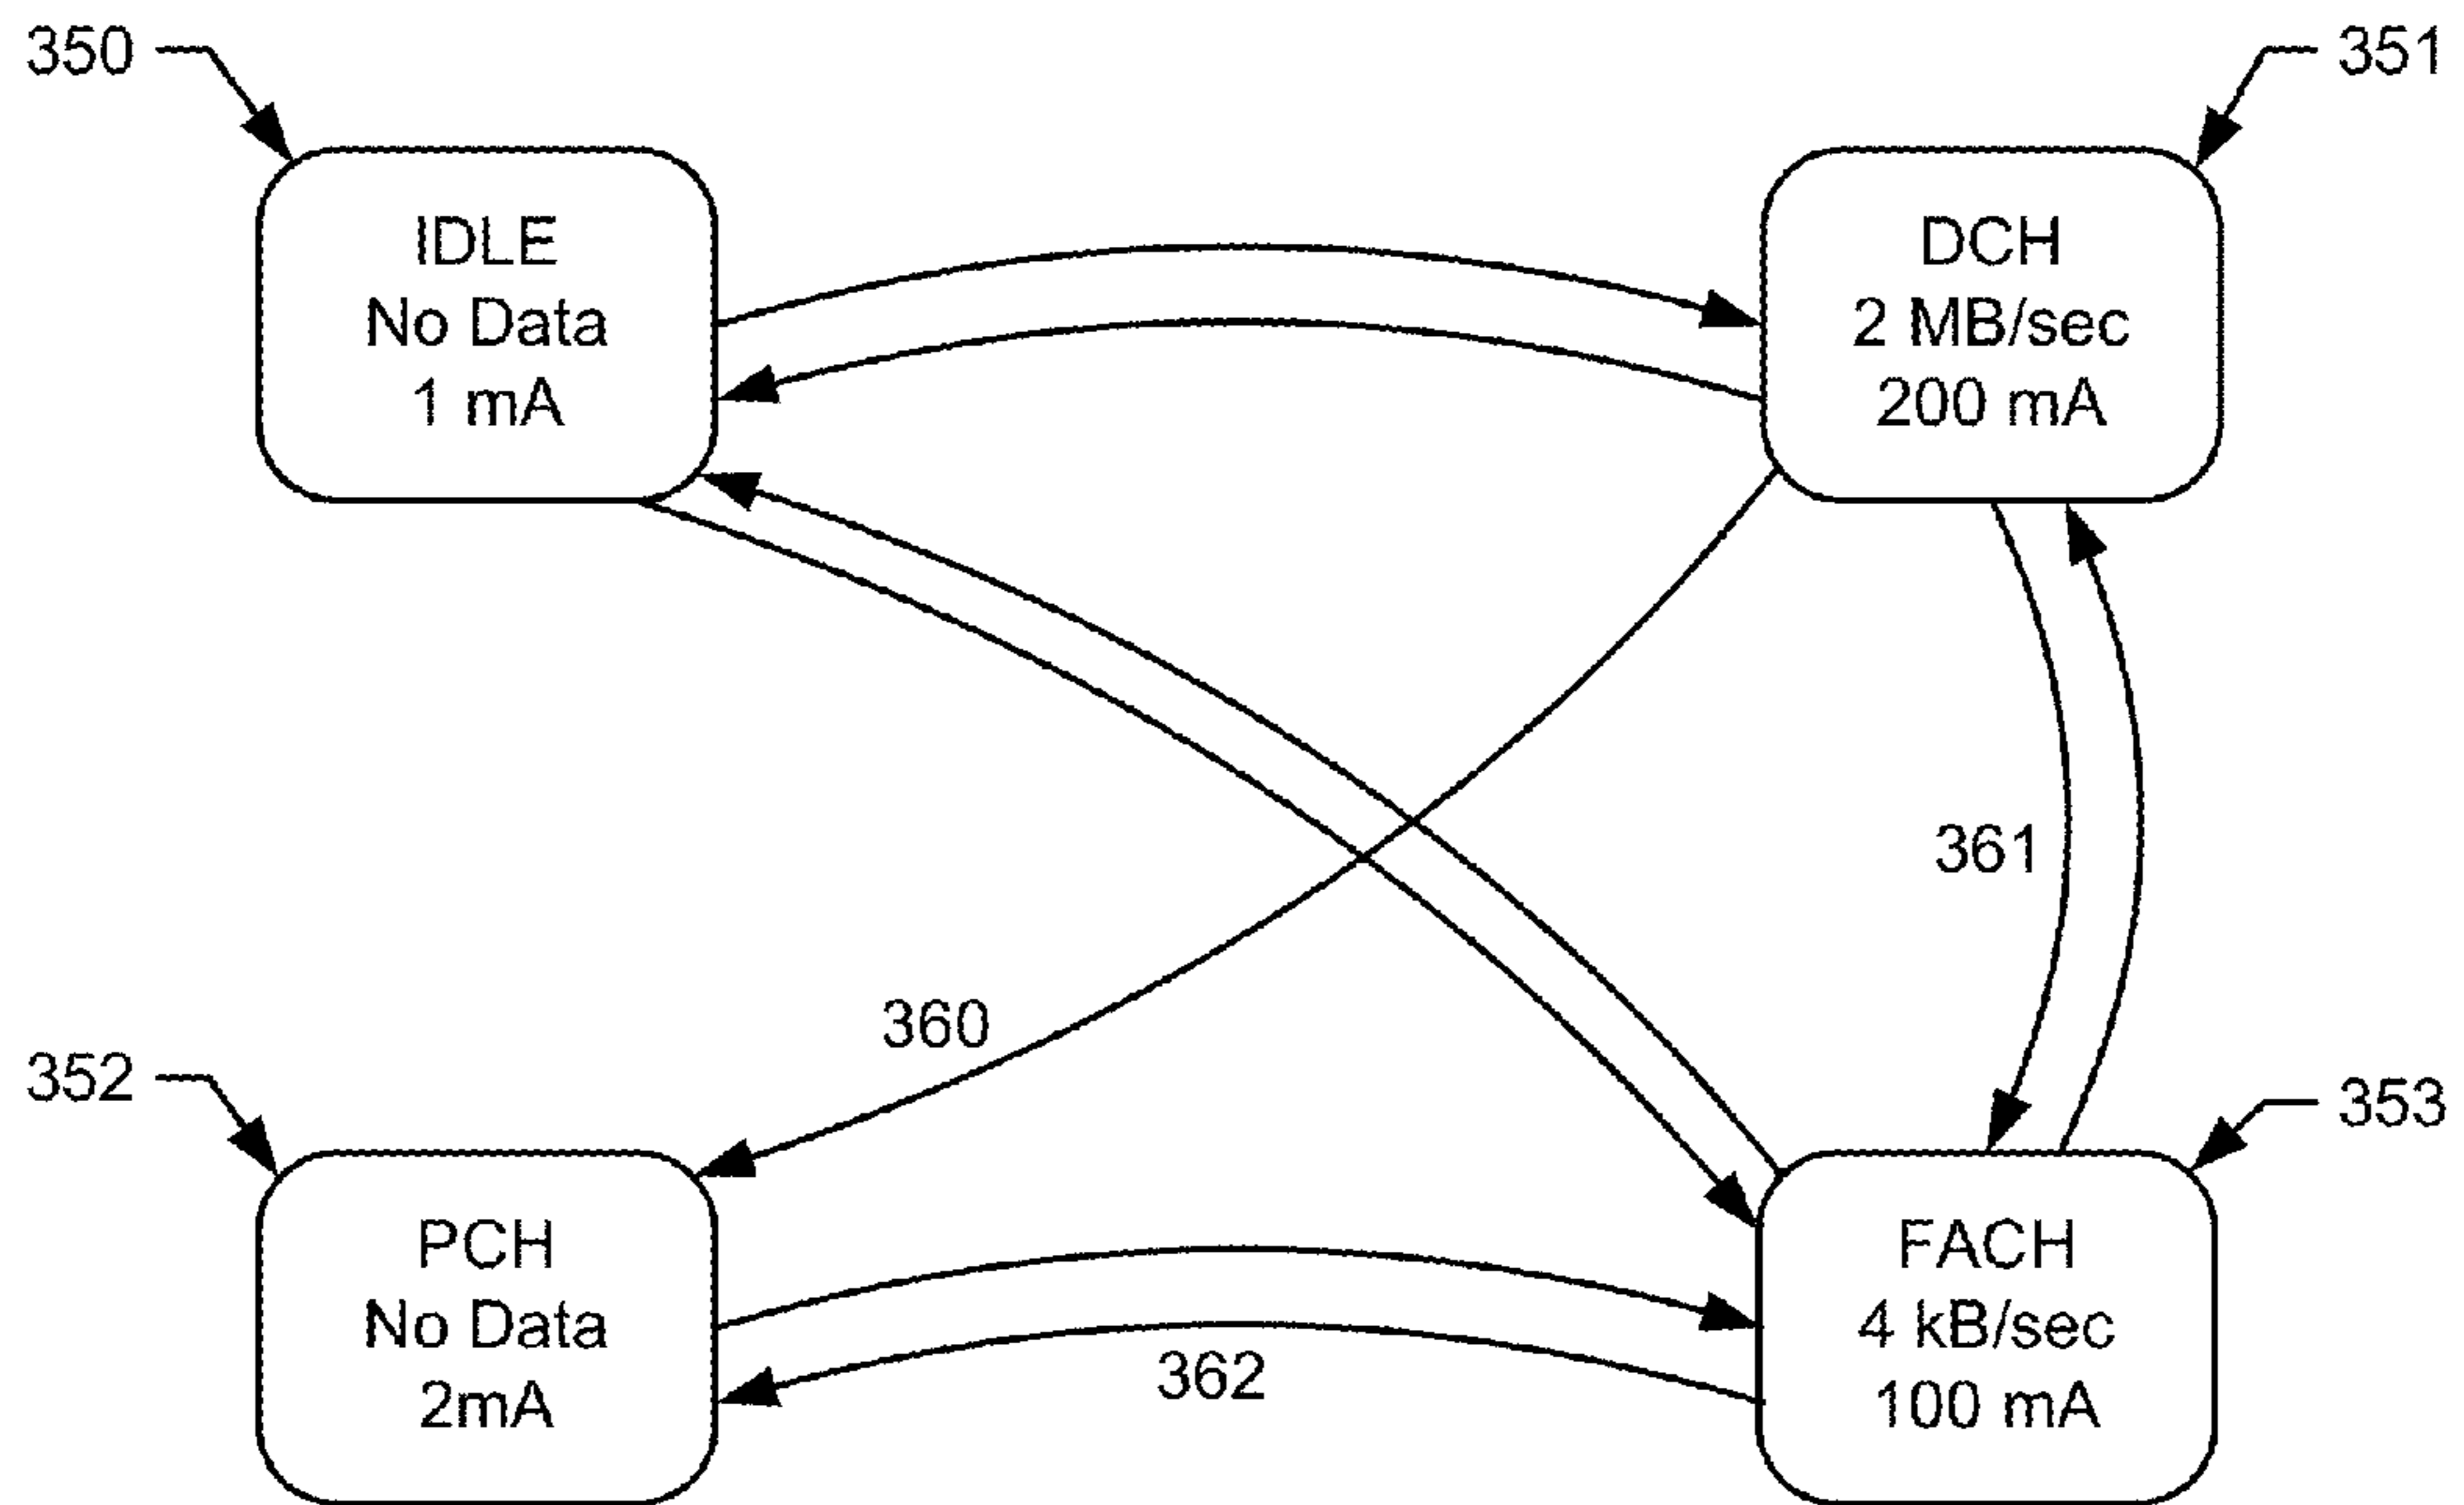 350
351
IDLE
No Data
1 mA
DCH
2 MB/sec
200 mA
361
360
352
353
PCH
No Data
2mA
362
FACH
4 kB/sec
100 mA